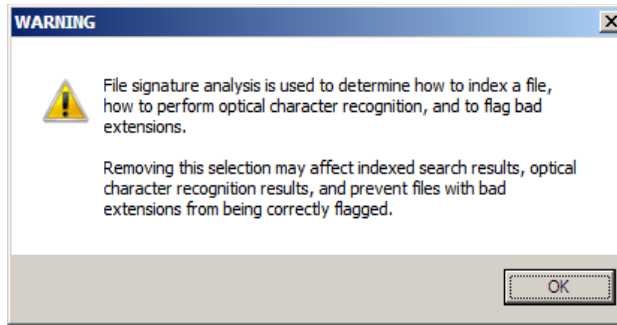 WARNING
File signature analysis is used to determine how to index a file,
how to perform optical character recognition, and to flag bad
extensions.
Removing this selection may affect indexed search results, optical
character recognition results, and prevent files with bad
extensions from being correctly flagged.
OK